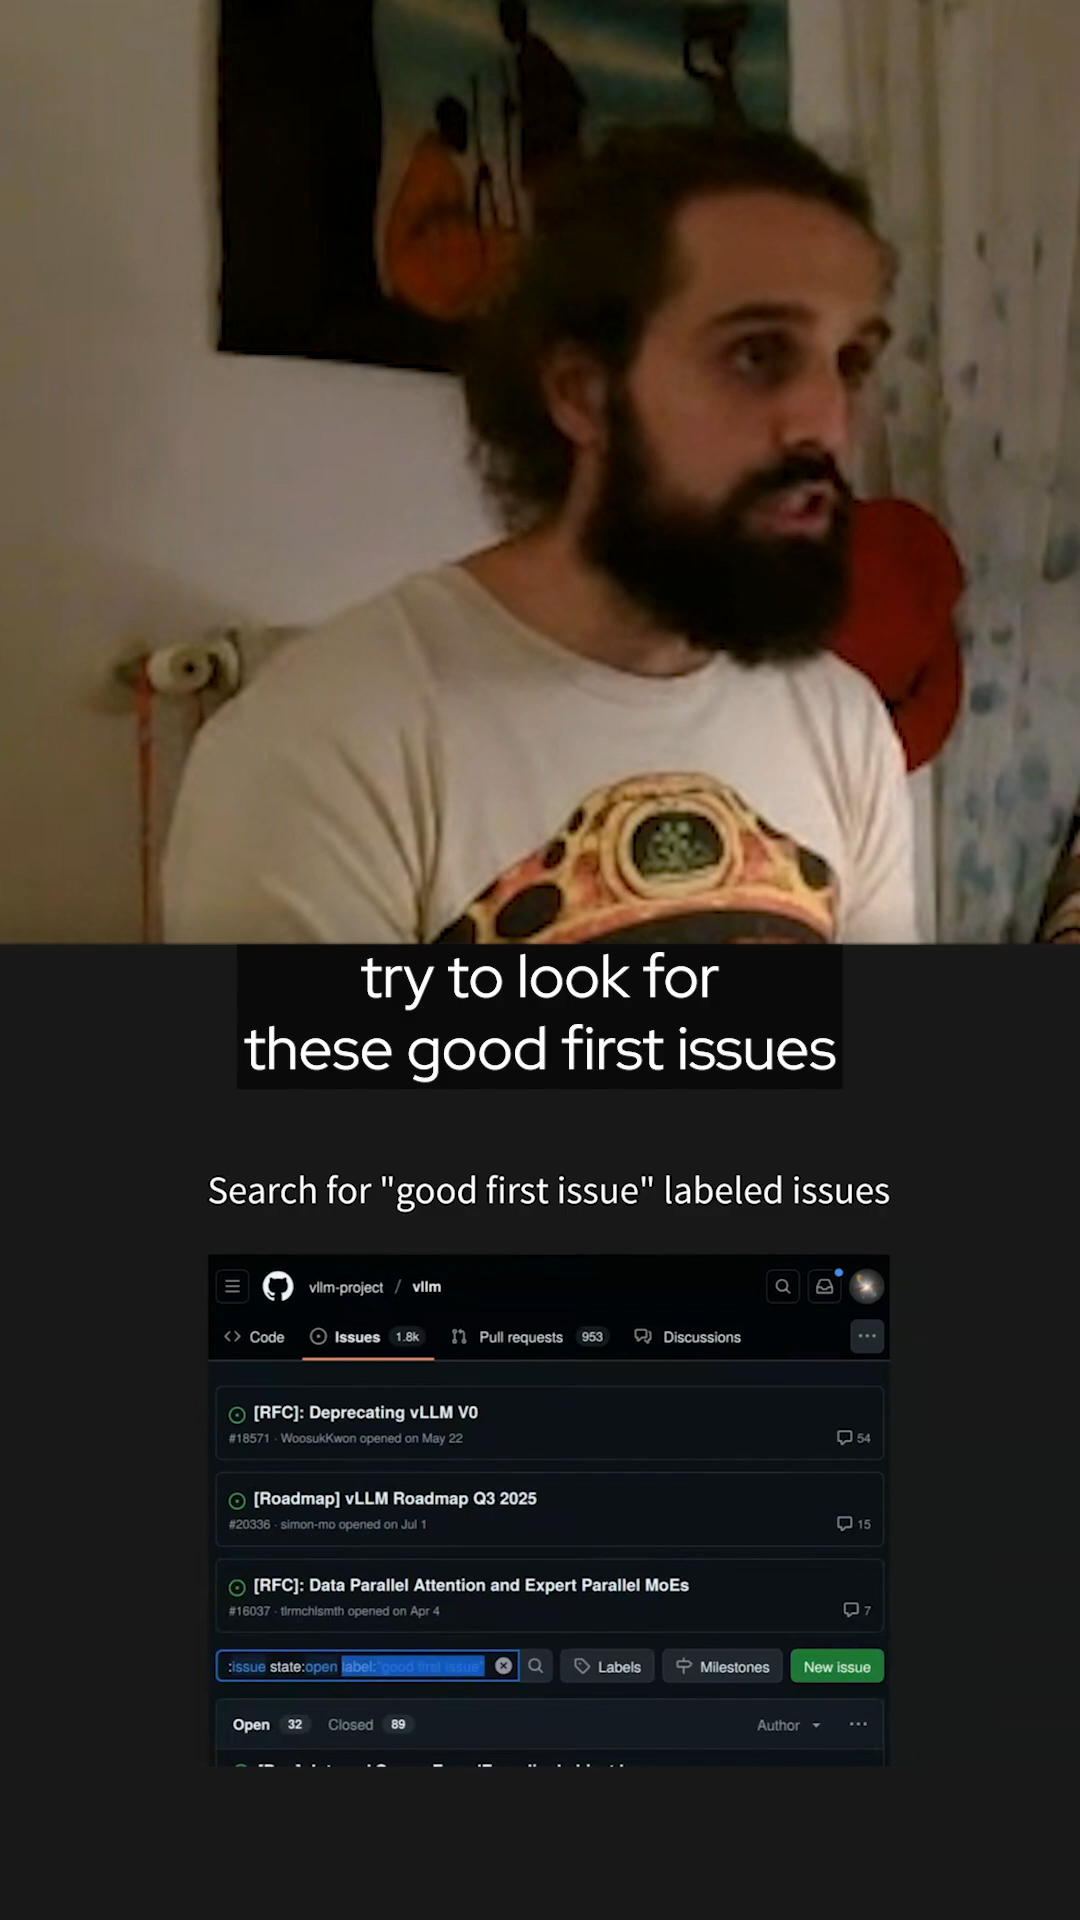 try to look for
these good first issues
Search for "good first issue" labeled issues
vllm-project / vllm
Code Issues 1.8k Pull requests 953 Discussions
[RFC]: Deprecating vLLM V0
#18571 · WoosukKwon opened on May 22 54
[Roadmap] vLLM Roadmap Q3 2025
#20336 · simon-mo opened on Jul 1 15
[RFC]: Data Parallel Attention and Expert Parallel MoEs
#16037 · tlrmchlsmth opened on Apr 4 7
:issue state:open label:"good first issue" Labels Milestones New issue
Open 32 Closed 89 Author